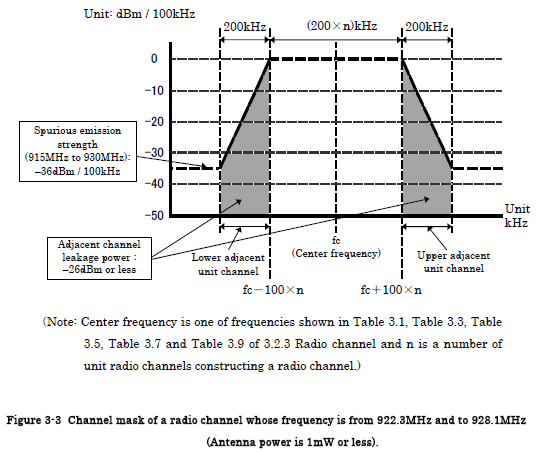 Unit: dBm / 100kHz
200kHz
(200×n)kHz
200kHz
0
−10
−20
−30
−40
−50
Spurious emission
strength
(915MHz to 930MHz):
−36dBm / 100kHz
Adjacent channel
leakage power :
−26dBm or less
Lower adjacent
unit channel
fc
(Center frequency)
Upper adjacent
unit channel
Unit
kHz
fc−100×n
fc+100×n
(Note: Center frequency is one of frequencies shown in Table 3.1, Table 3.3, Table
3.5, Table 3.7 and Table 3.9 of 3.2.3 Radio channel and n is a number of
unit radio channels constructing a radio channel.)
Figure 3-3 Channel mask of a radio channel whose frequency is from 922.3MHz and to 928.1MHz
(Antenna power is 1mW or less).